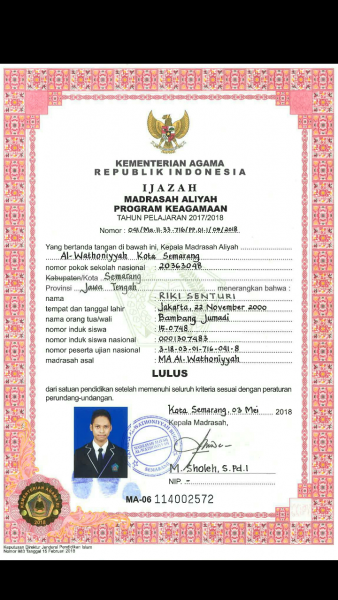 KEMENTERIAN AGAMA
REPUBLIK INDONESIA
IJAZAH
MADRASAH ALIYAH
PROGRAM KEAGAMAAN
TAHUN PELAJARAN 2017/2018
Nomor : 041/Ma.11.33.716/PP.01.1/04/2018
Yang bertanda tangan di bawah ini, Kepala Madrasah Aliyah
Al-Wathoniyyah Kota Semarang
nomor pokok sekolah nasional 20363048
Kabupaten/Kota Semarang
Provinsi Jawa Tengah menerangkan bahwa :
nama RIKI SENTURI
tempat dan tanggal lahir Jakarta, 22 November 2000
nama orang tua/wali Bambang Jumadi
nomor induk siswa 15.0748
nomor induk siswa nasional 0001307483
nomor peserta ujian nasional 3-18-03-01-716-041-8
madrasah asal MA Al-Wathoniyyah
LULUS
dari satuan pendidikan setelah memenuhi seluruh kriteria sesuai dengan peraturan
perundang-undangan.
Kota Semarang, 03 Mei 2018
Kepala Madrasah,
M. Sholeh, S.Pd.I
NIP. -
MA-06 114002572
KEMENTERIAN AGAMA
2018
Keputusan Direktur Jenderal Pendidikan Islam
Nomor 983 Tanggal 15 Februari 2018